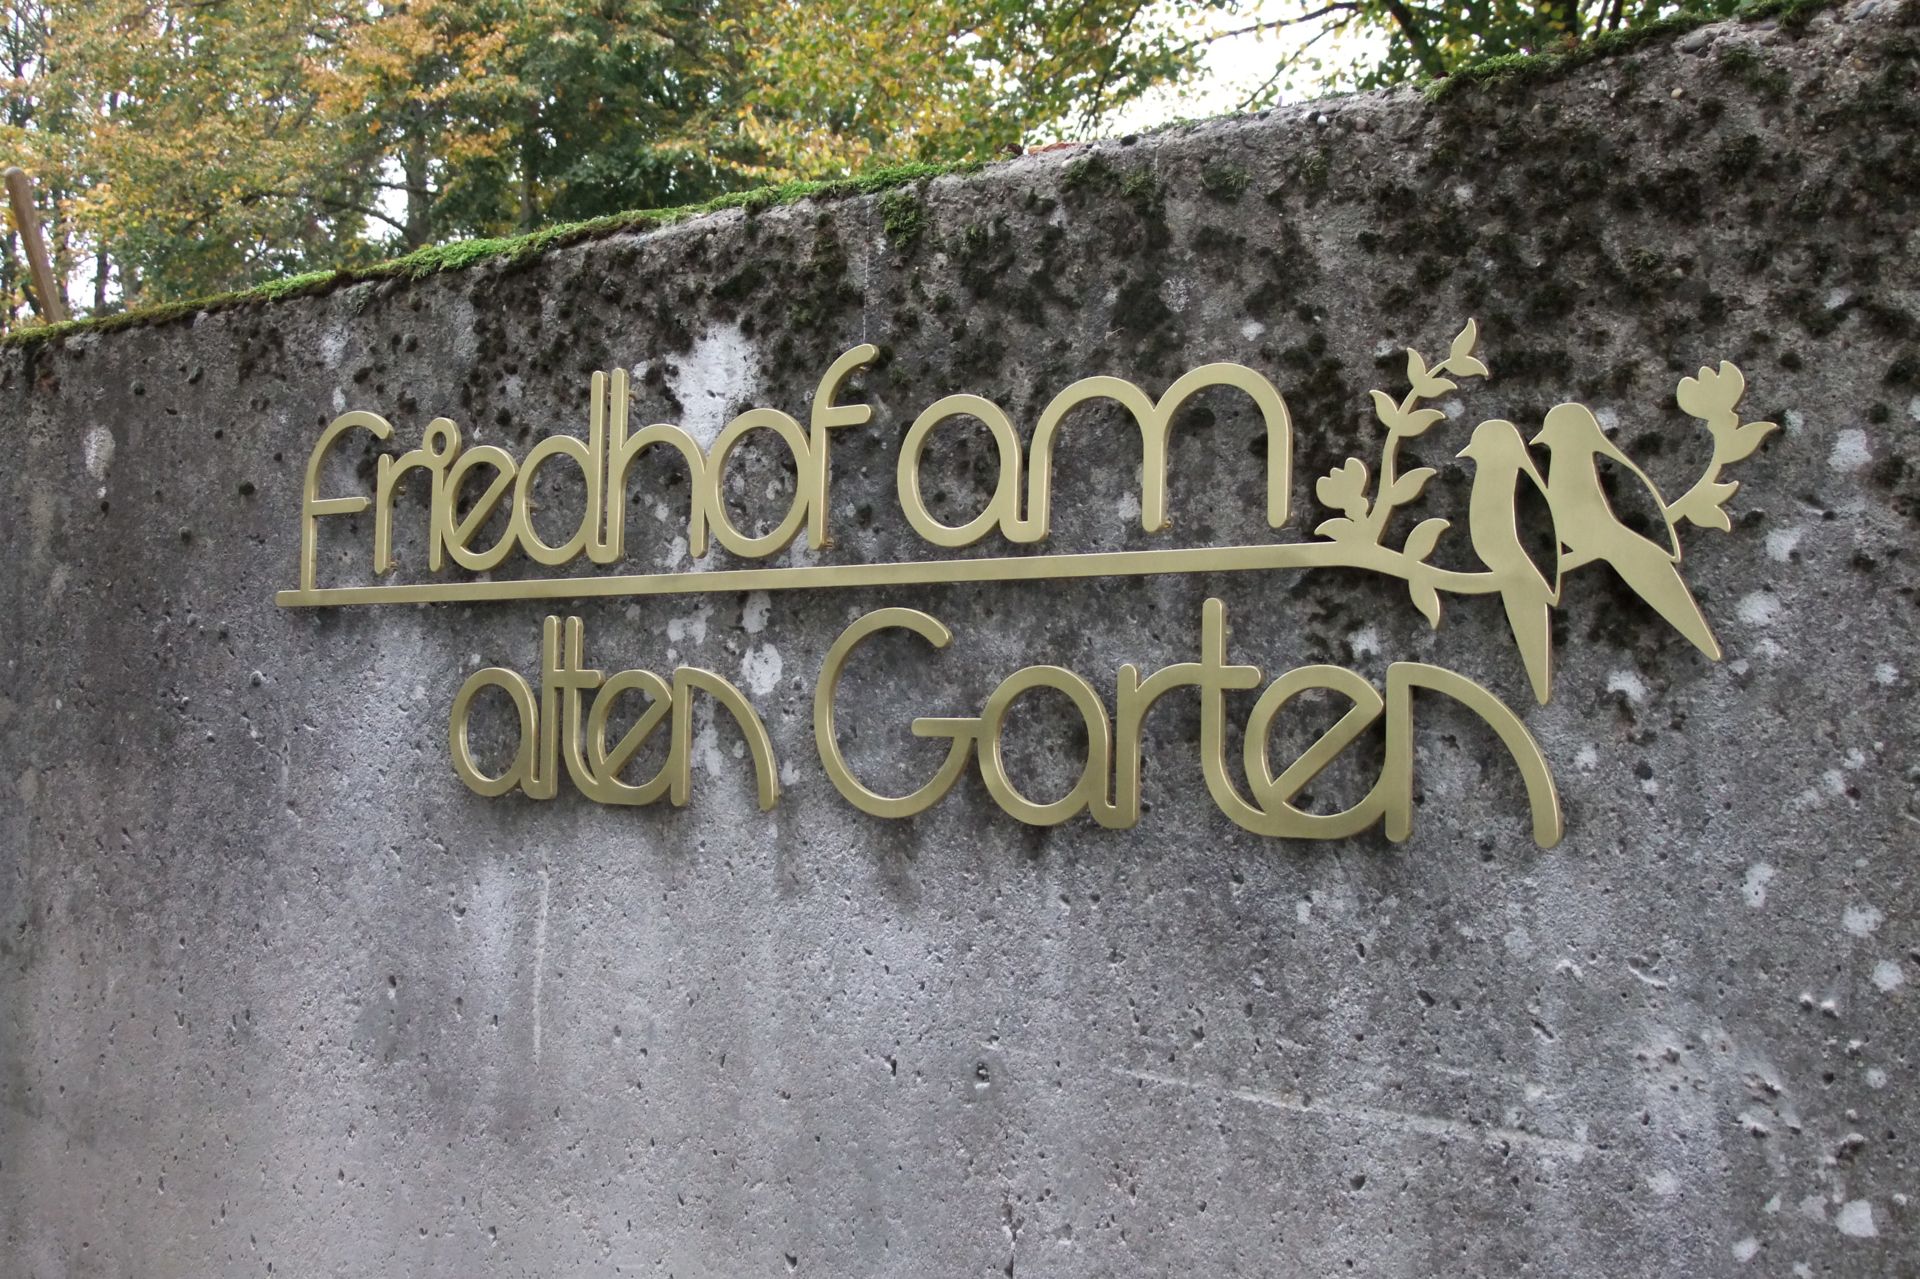 Friedhof am
alten Garten